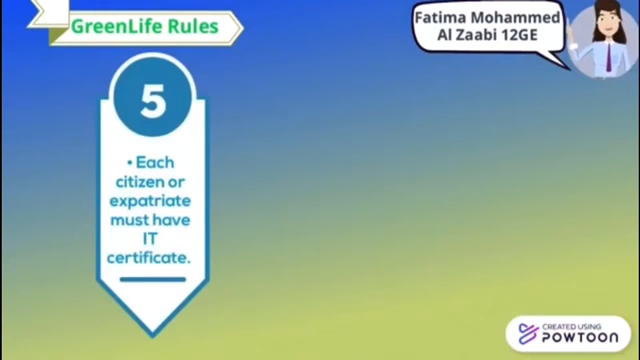 GreenLife Rules
Fatima Mohammed
Al Zaabi 12GE
5
• Each
citizen or
expatriate
must have
IT
certificate.
CREATED USING
POWTOON